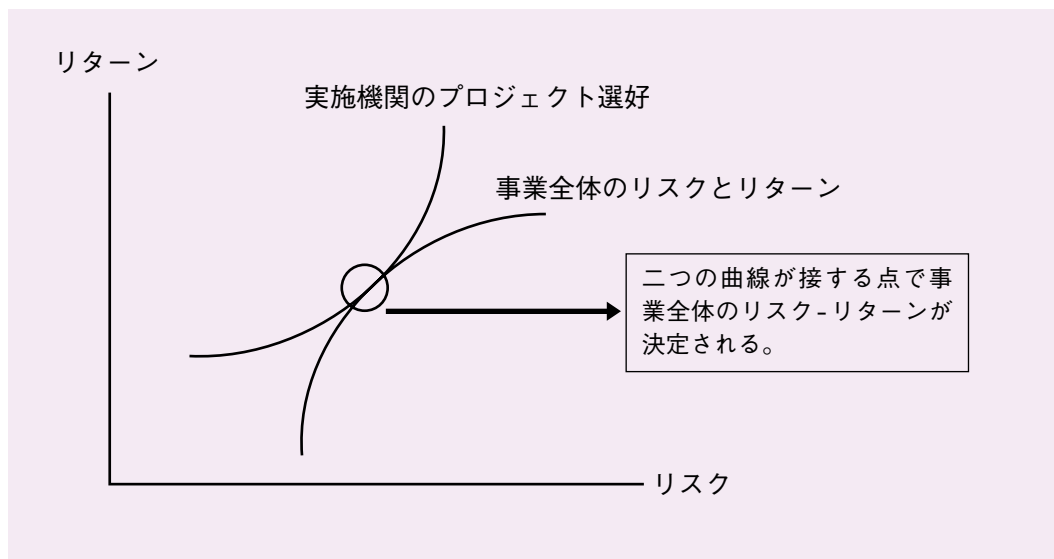 リターン
実施機関のプロジェクト選好
事業全体のリスクとリターン
二つの曲線が接する点で事
業全体のリスク-リターンが
決定される。
リスク